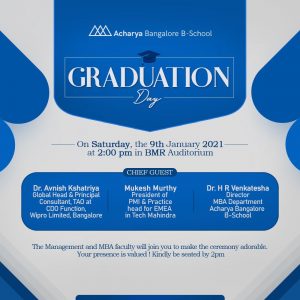 Acharya Bangalore B-School
GRADUATION
Day
On Saturday, the 9th January 2021
at 2:00 pm in BMR Auditorium
CHIEF GUEST
Dr. Avnish Kshatriya
Global Head & Principal
Consultant, TAO at
CDO Function,
Wipro Limited, Bangalore
Mukesh Murthy
President of
PMI & Practice
head for EMEA
in Tech Mahindra
Dr. H R Venkatesha
Director
MBA Department
Acharya Bangalore
B-School
The Management and MBA faculty will join you to make the ceremony adorable.
Your presence is valued ! Kindly be seated by 2pm